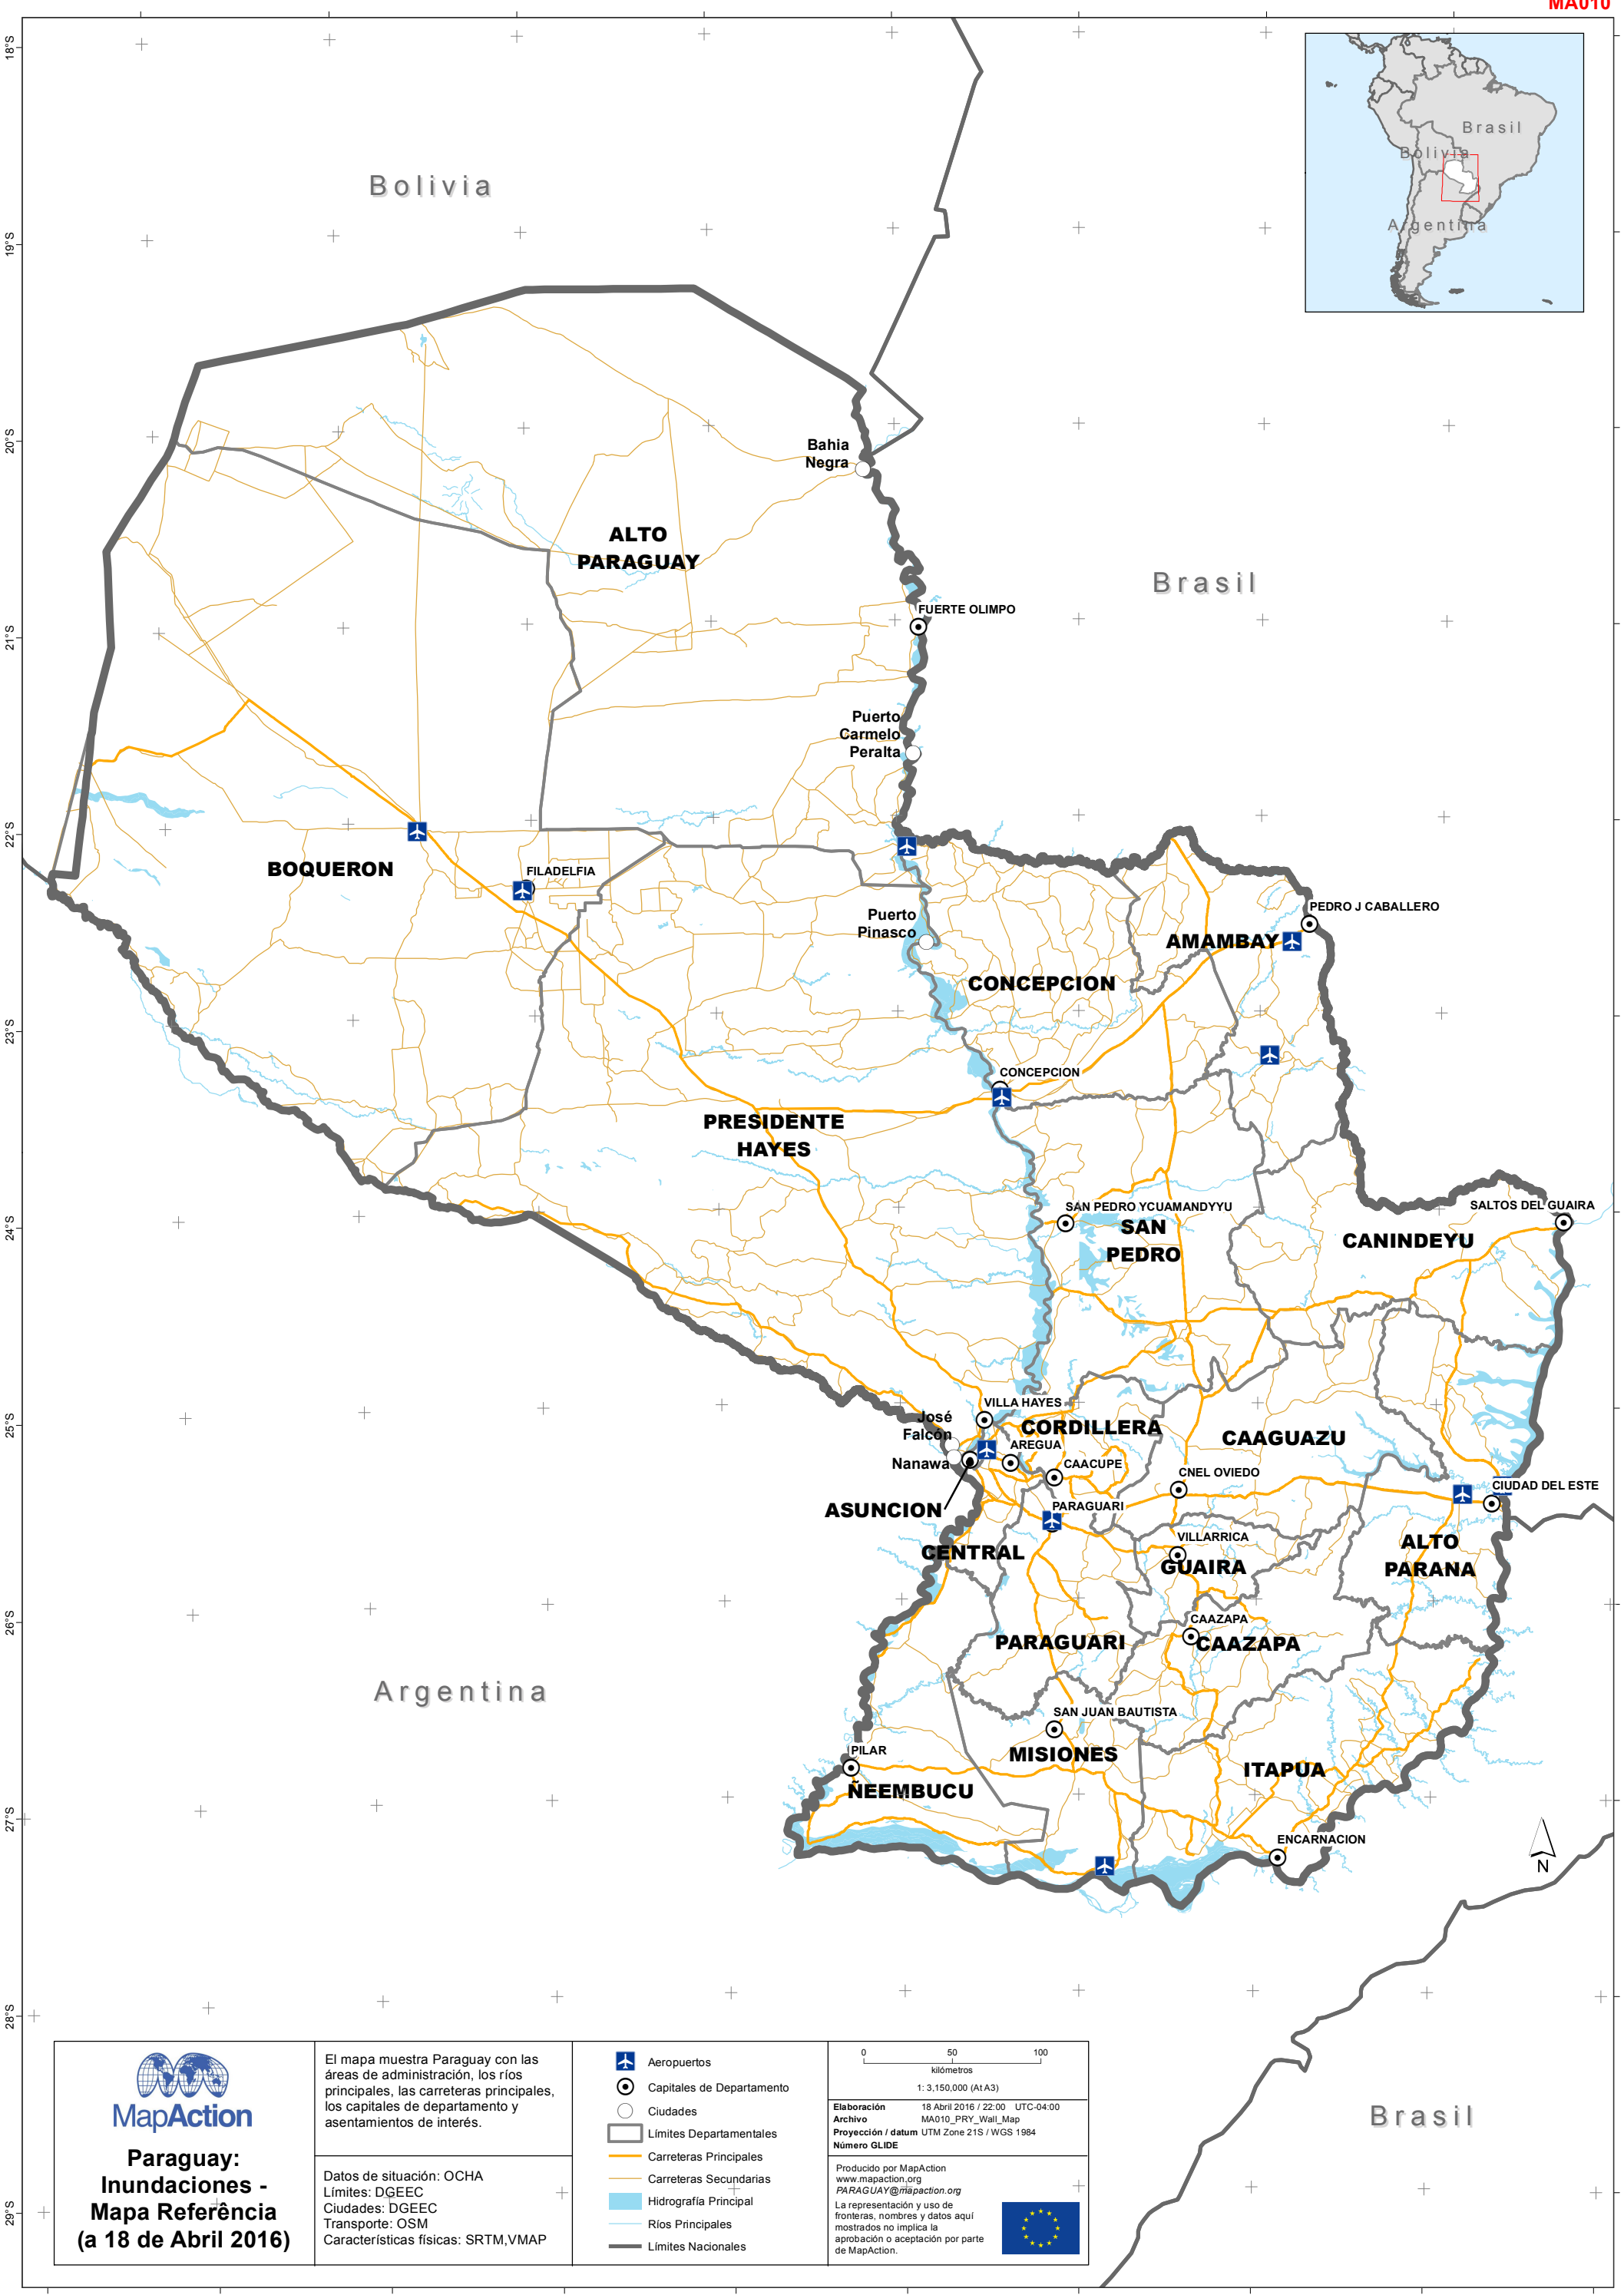 MA010
18°S
19°S
20°S
21°S
22°S
23°S
24°S
25°S
26°S
27°S
28°S
29°S
Brasil
Bolivia
Argentina
Bolivia
Bahia
Negra
ALTO
PARAGUAY
Brasil
FUERTE OLIMPO
Puerto
Carmelo
Peralta
BOQUERON
FILADELFIA
Puerto
Pinasco
PEDRO J CABALLERO
AMAMBAY
CONCEPCION
CONCEPCION
PRESIDENTE
HAYES
SAN PEDRO YCUAMANDYYU
SAN
PEDRO
SALTOS DEL GUAIRA
CANINDEYU
VILLA HAYES
José
Falcón
CORDILLERA
AREGUA
Nanawa
CAACUPE
CAAGUAZU
CNEL OVIEDO
CIUDAD DEL ESTE
ASUNCION
PARAGUARI
CENTRAL
VILLARRICA
GUAIRA
ALTO
PARANA
CAAZAPA
PARAGUARI
CAAZAPA
Argentina
SAN JUAN BAUTISTA
MISIONES
PILAR
ÑEEMBUCU
ITAPUA
ENCARNACION
N
Brasil
MapAction
Paraguay:
Inundaciones -
Mapa Referência
(a 18 de Abril 2016)
El mapa muestra Paraguay con las
áreas de administración, los ríos
principales, las carreteras principales,
los capitales de departamento y
asentamientos de interés.
Datos de situación: OCHA
Límites: DGEEC
Ciudades: DGEEC
Transporte: OSM
Características físicas: SRTM,VMAP
Aeropuertos
Capitales de Departamento
Ciudades
Límites Departamentales
Carreteras Principales
Carreteras Secundarias
Hidrografía Principal
Ríos Principales
Límites Nacionales
0 50 100
kilómetros
1: 3,150,000 (At A3)
Elaboración 18 Abril 2016 / 22:00 UTC-04:00
Archivo MA010_PRY_Wall_Map
Proyección / datum UTM Zone 21S / WGS 1984
Número GLIDE
Producido por MapAction
www.mapaction.org
PARAGUAY@mapaction.org
La representación y uso de
fronteras, nombres y datos aquí
mostrados no implica la
aprobación o aceptación por parte
de MapAction.